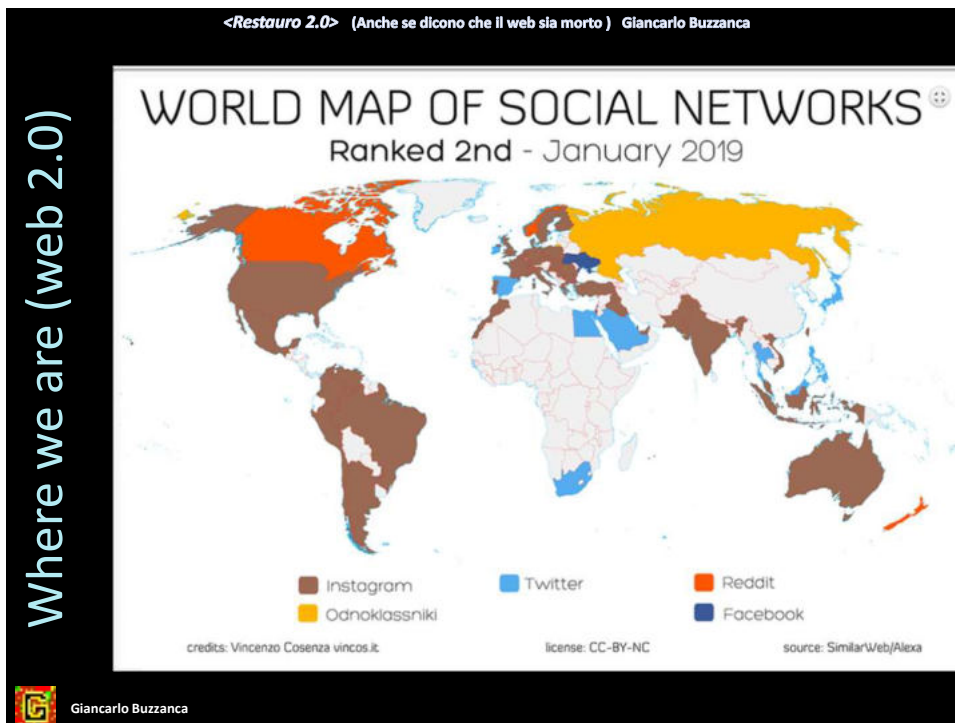 <Restauro 2.0> (Anche se dicono che il web sia morto ) Giancarlo Buzzanca
Where we are (web 2.0)
WORLD MAP OF SOCIAL NETWORKS
Ranked 2nd - January 2019
Instagram
Twitter
Reddit
Odnoklassniki
Facebook
credits: Vincenzo Cosenza vincos.it
license: CC-BY-NC
source: SimilarWeb/Alexa
G
Giancarlo Buzzanca